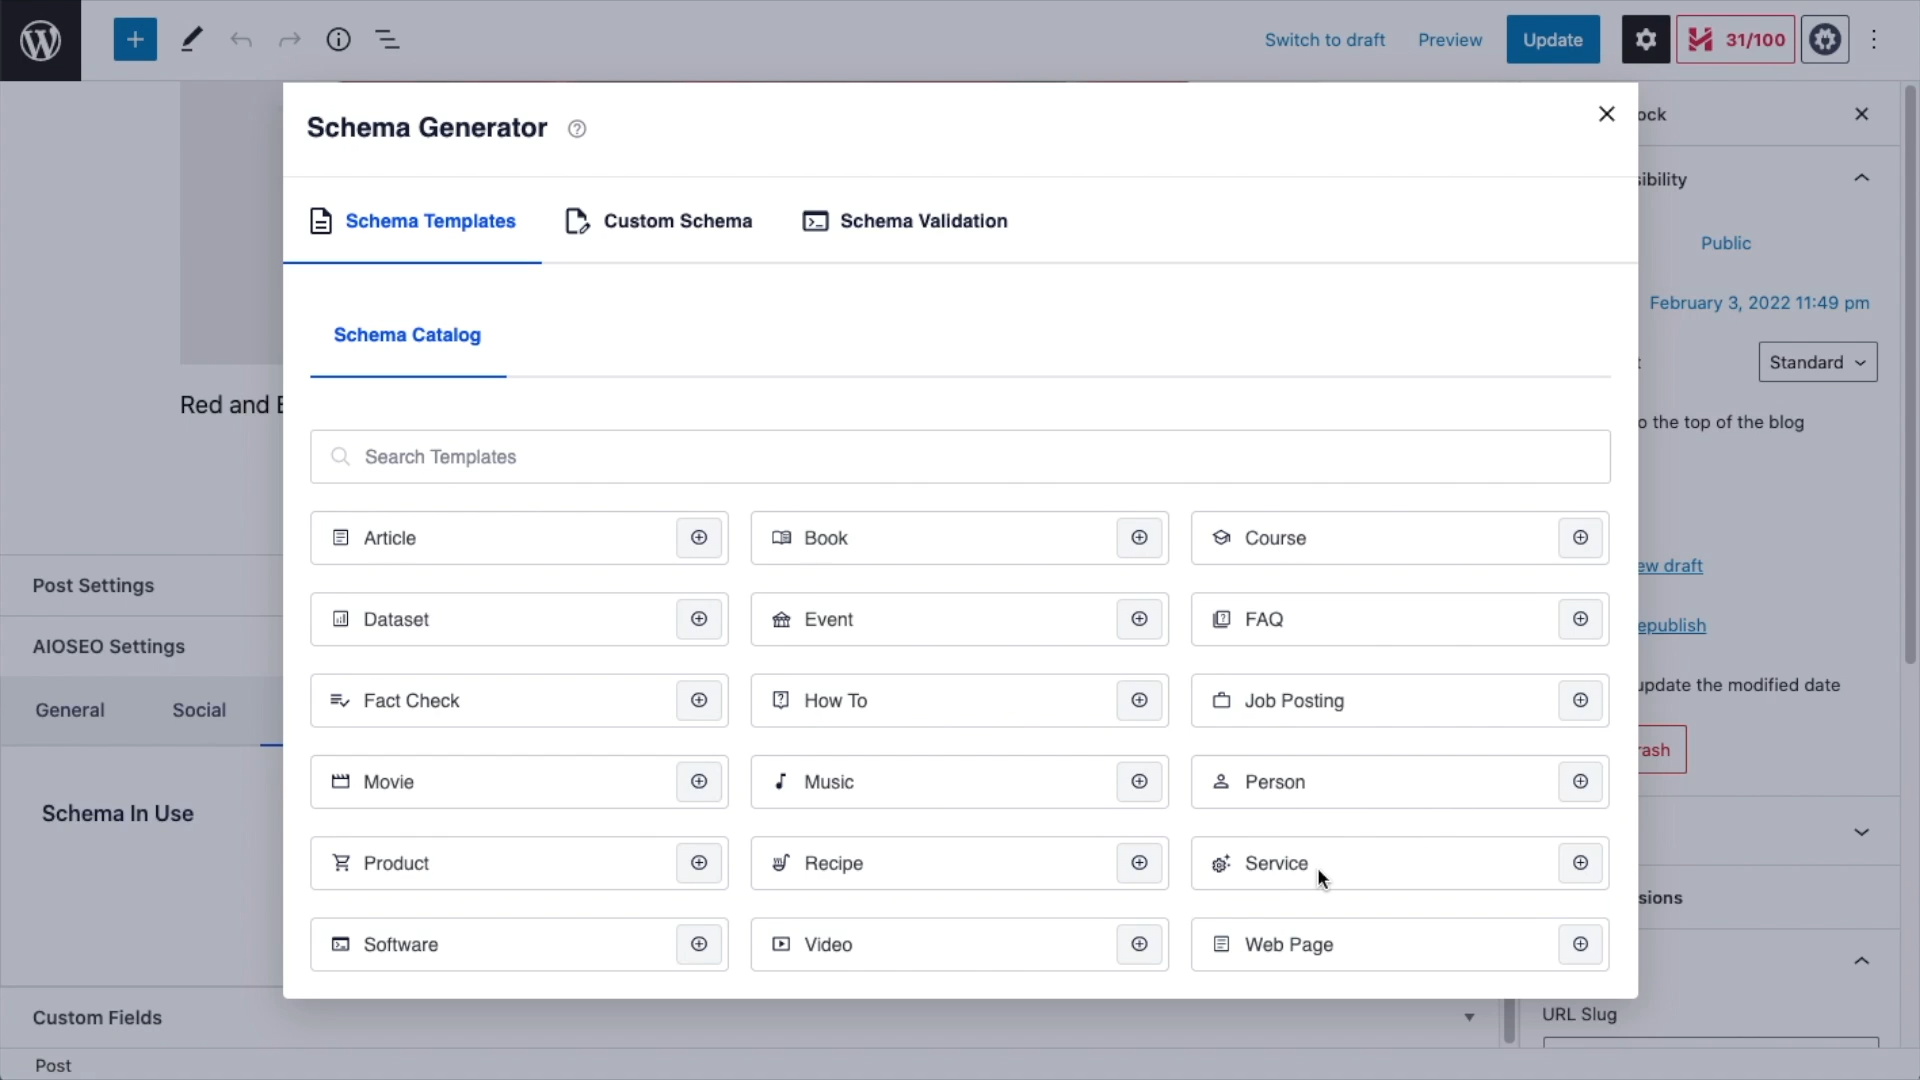 Switch to draft
Preview
Update
31/100
Schema Generator
ock
Schema Templates
Custom Schema
Schema Validation
ibility
Public
February 3, 2022 11:49 pm
Schema Catalog
Standard
Red and
o the top of the blog
Search Templates
Article
Book
Course
ew draft
Post Settings
Dataset
Event
FAQ
epublish
AIOSEO Settings
update the modified date
Fact Check
How To
Job Posting
General
Social
rash
Movie
Music
Person
Schema In Use
Product
Recipe
Service
sions
Software
Video
Web Page
Custom Fields
URL Slug
Post